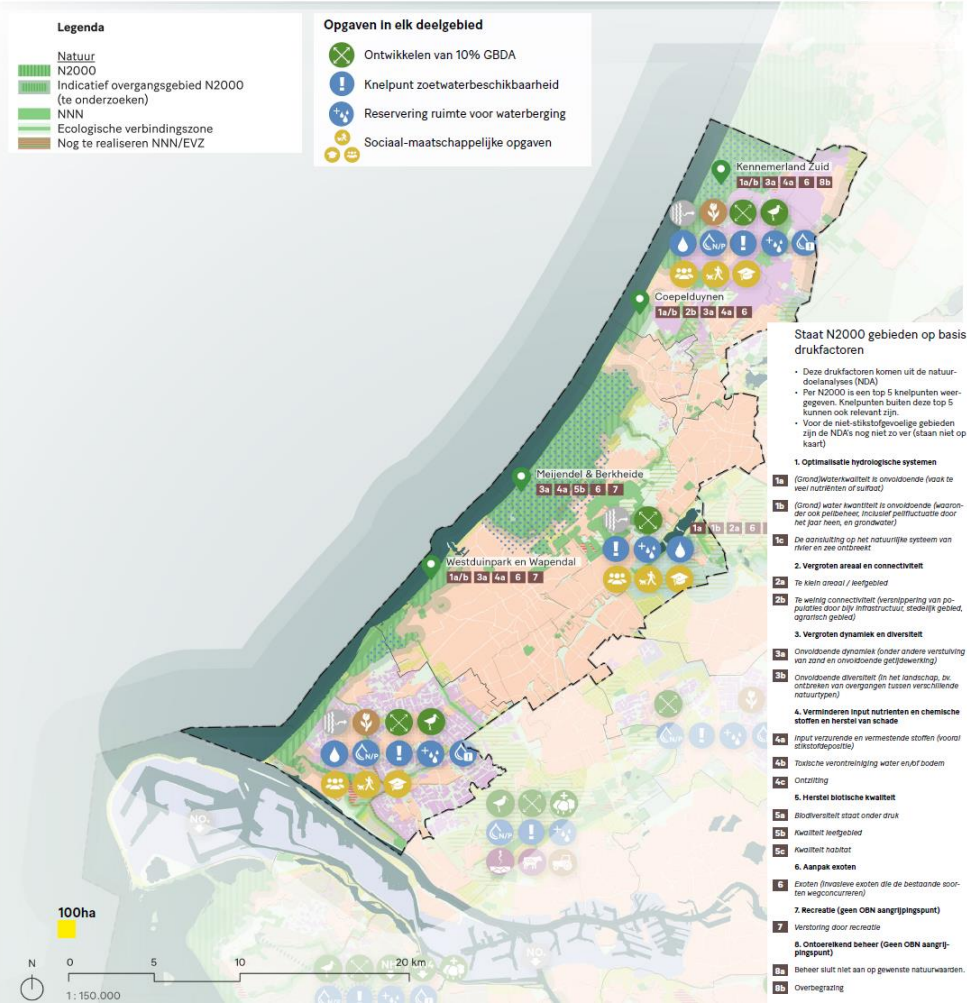 Legenda
Natuur
N2000
Indicatief overgangsgebied N2000
(te onderzoeken)
NNN
Ecologische verbindingszone
Nog te realiseren NNN/EVZ
Opgaven in elk deelgebied
Ontwikkelen van 10% GBDA
Knelpunt zoetwaterbeschikbaarheid
Reservering ruimte voor waterberging
Sociaal-maatschappelijke opgaven
Kennemerland Zuid
1a/b 3a 4a 6 8b
N/P
Coepelduynen
1a/b 2b 3a 4a 6
Meijendel & Berkheide
3a 4a 5b 6 7
1a 1b 2a 6
Westduinpark en Wapendal
1a/b 3a 4a 6 7
N/P
N/P
N/P
NOx
NOx
Staat N2000 gebieden op basis
drukfactoren
• Deze drukfactoren komen uit de natuur-
doelanalyses (NDA)
• Per N2000 is een top 5 knelpunten weer-
gegeven. Knelpunten buiten deze top 5
kunnen ook relevant zijn.
• Voor de niet-stikstofgevoelige gebieden
zijn de NDA's nog niet zo ver (staan niet op
kaart)
1. Optimalisatie hydrologische systemen
1a (Grond)Waterkwaliteit is onvoldoende (vaak te
veel nutriënten of sulfaat)
1b (Grond) water kwantiteit is onvoldoende (waaron-
der ook peilbeheer, inclusief peilfluctuatie door
het jaar heen, en grondwater)
1c De aansluiting op het natuurlijke systeem van
rivier en zee ontbreekt
2. Vergroten areaal en connectiviteit
2a Te klein areaal / leefgebied
2b Te weinig connectiviteit (versnippering van po-
pulaties door bijv infrastructuur, stedelijk gebied,
agrarisch gebied)
3. Vergroten dynamiek en diversiteit
3a Onvoldoende dynamiek (onder andere verstuiving
van zand en onvoldoende getijdewerking)
3b Onvoldoende diversiteit (in het landschap, bv.
ontbreken van overgangen tussen verschillende
natuurtypen)
4. Verminderen input nutrienten en chemische
stoffen en herstel van schade
4a Input verzurende en vermestende stoffen (vooral
stikstofdepositie)
4b Toxische verontreiniging water en/of bodem
4c Ontzilting
5. Herstel biotische kwaliteit
5a Biodiversiteit staat onder druk
5b Kwaliteit leefgebied
5c Kwaliteit habitat
6. Aanpak exoten
6 Exoten (Invasieve exoten die de bestaande soor-
ten wegconcurreren)
7. Recreatie (geen OBN aangrijpingspunt)
7 Verstoring door recreatie
8. Ontoereikend beheer (Geen OBN aangrij-
pingspunt)
8a Beheer sluit niet aan op gewenste natuurwaarden.
8b Overbegrazing
100ha
N
0 5 10 20 km
1 : 150.000